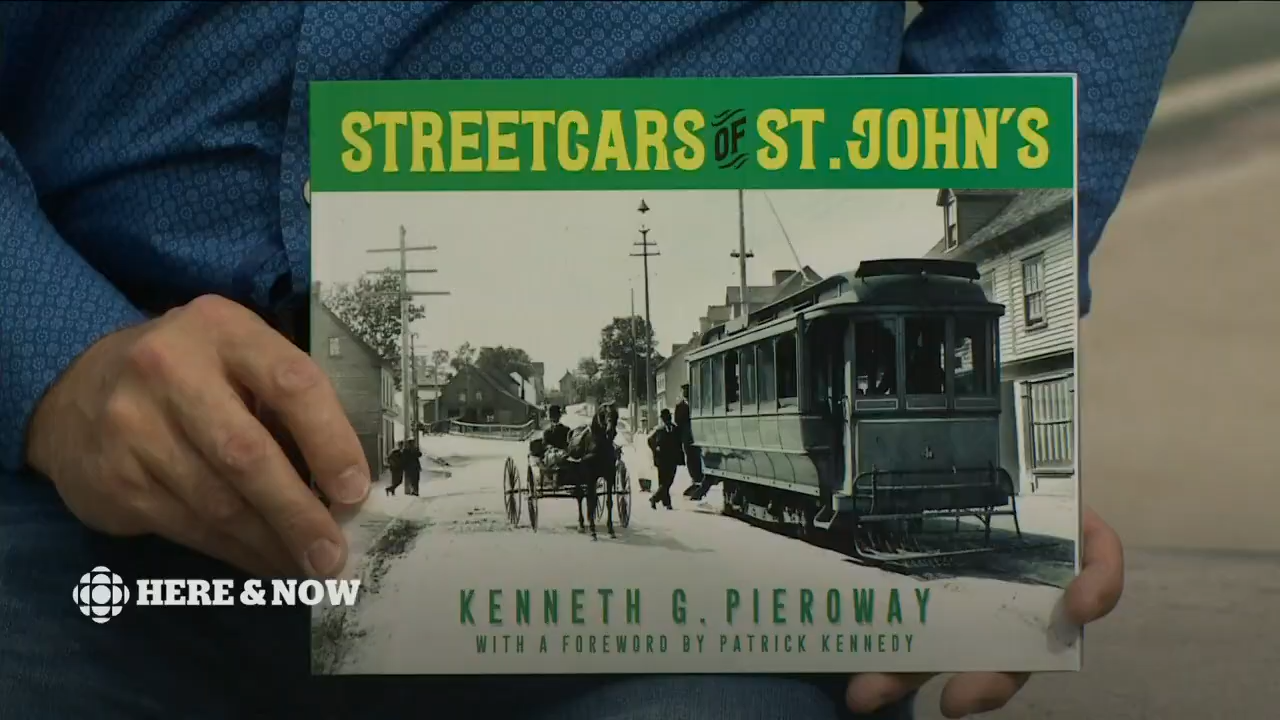 STREETCARS OF ST. JOHN'S
KENNETH G. PIEROWAY
WITH A FOREWORD BY PATRICK KENNEDY
HERE & NOW